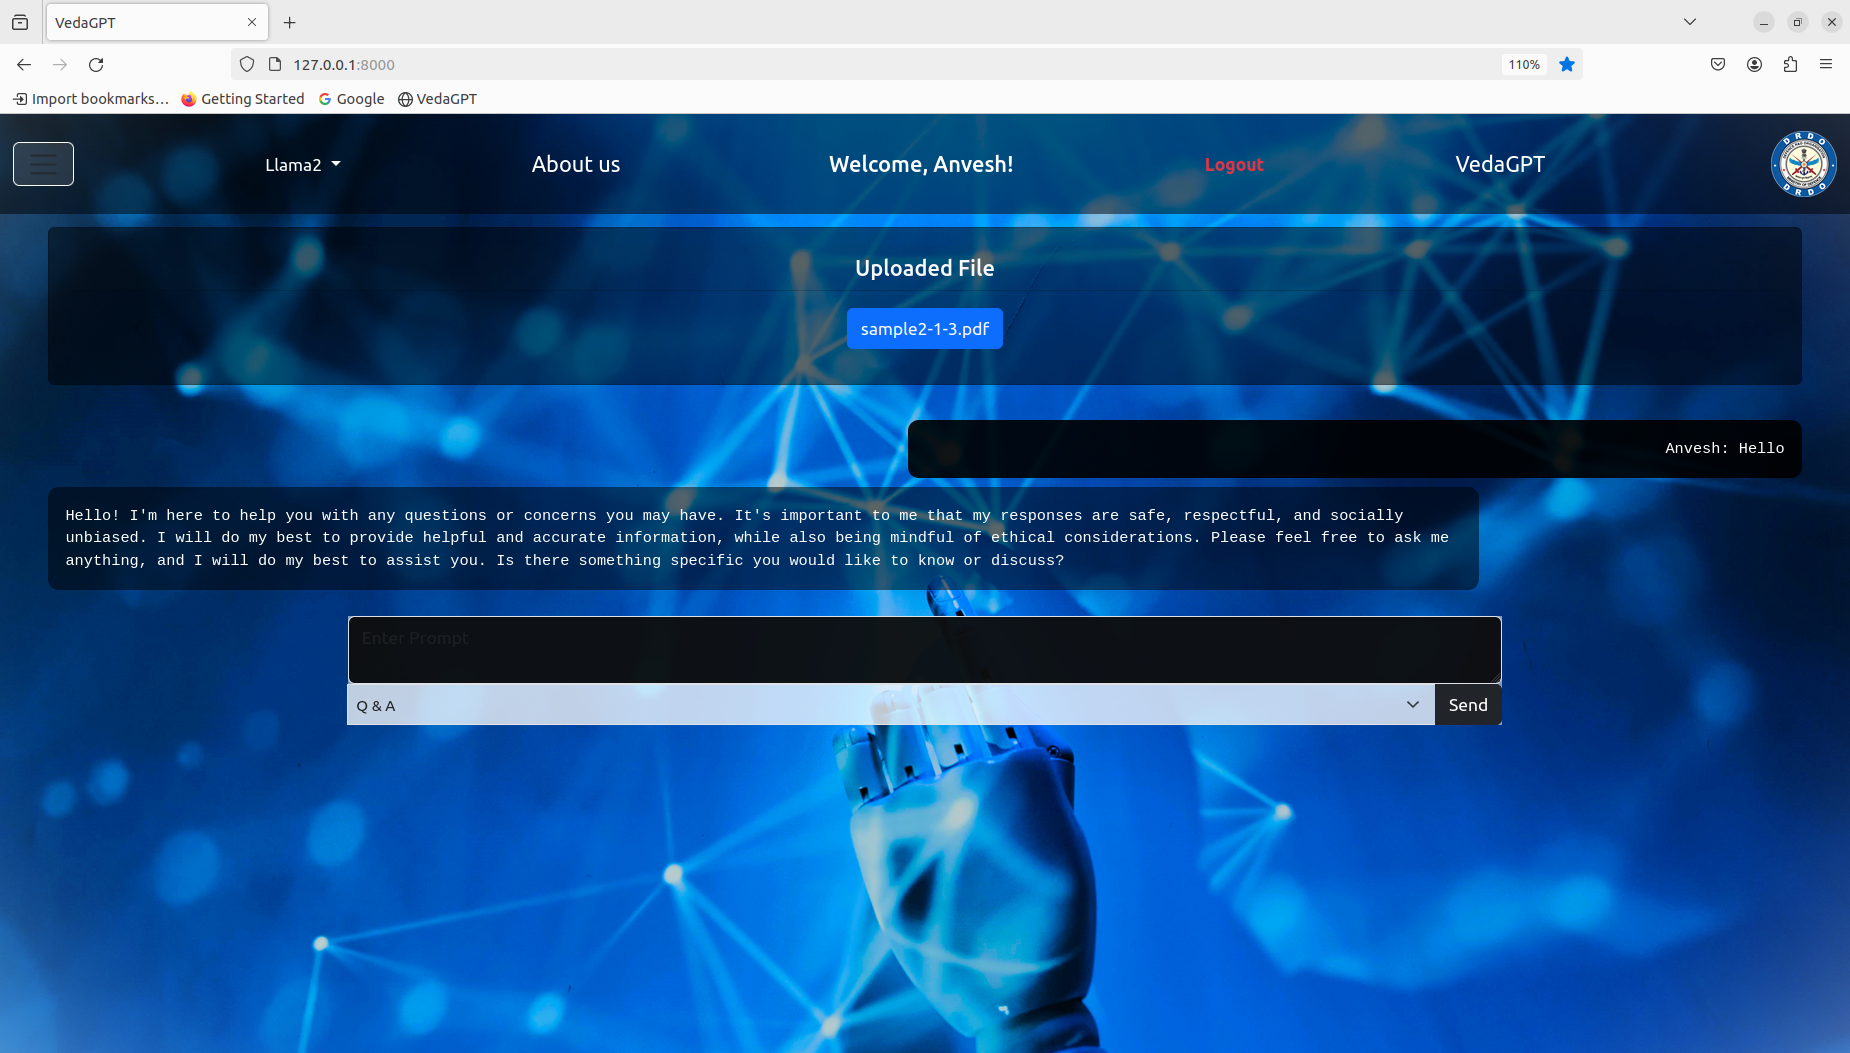 VedaGPT
127.0.0.1:8000
110%
Import bookmarks…
Getting Started
Google
VedaGPT
Llama2
About us
Welcome, Anvesh!
Logout
VedaGPT
DRDO
DRDO
Uploaded File
sample2-1-3.pdf
Anvesh: Hello
Hello! I'm here to help you with any questions or concerns you may have. It's important to me that my responses are safe, respectful, and socially
unbiased. I will do my best to provide helpful and accurate information, while also being mindful of ethical considerations. Please feel free to ask me
anything, and I will do my best to assist you. Is there something specific you would like to know or discuss?
Enter Prompt
Q & A
Send